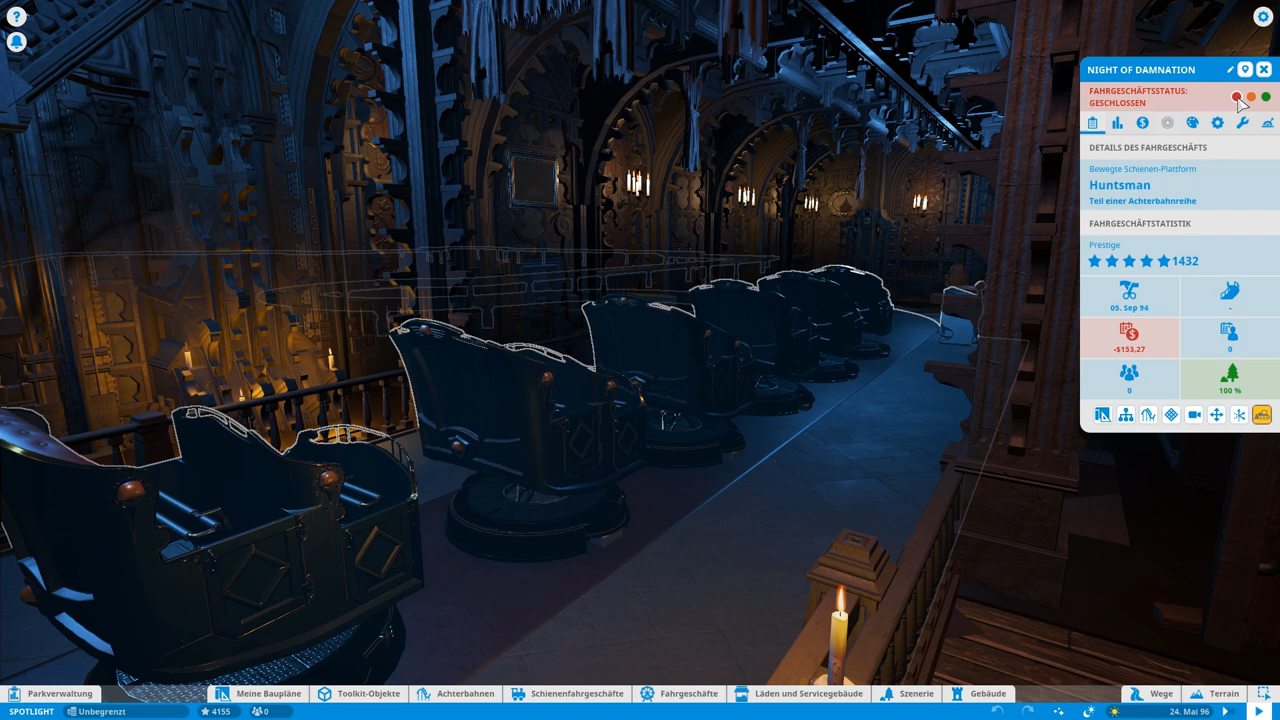 NIGHT OF DAMNATION
FAHRGESCHÄFTSSTATUS:
GESCHLOSSEN
DETAILS DES FAHRGESCHÄFTS
Bewegte Schienen-Plattform
Huntsman
Teil einer Achterbahnreihe
FAHRGESCHÄFTSTATISTIK
Prestige
1432
05. Sep 94
-
-$153,27
0
0
100 %
Parkverwaltung
Meine Baupläne
Toolkit-Objekte
Achterbahnen
Schienenfahrgeschäfte
Fahrgeschäfte
Läden und Servicegebäude
Szenerie
Gebäude
Wege
Terrain
SPOTLIGHT
Unbegrenzt
4155
0
24. Mai 96